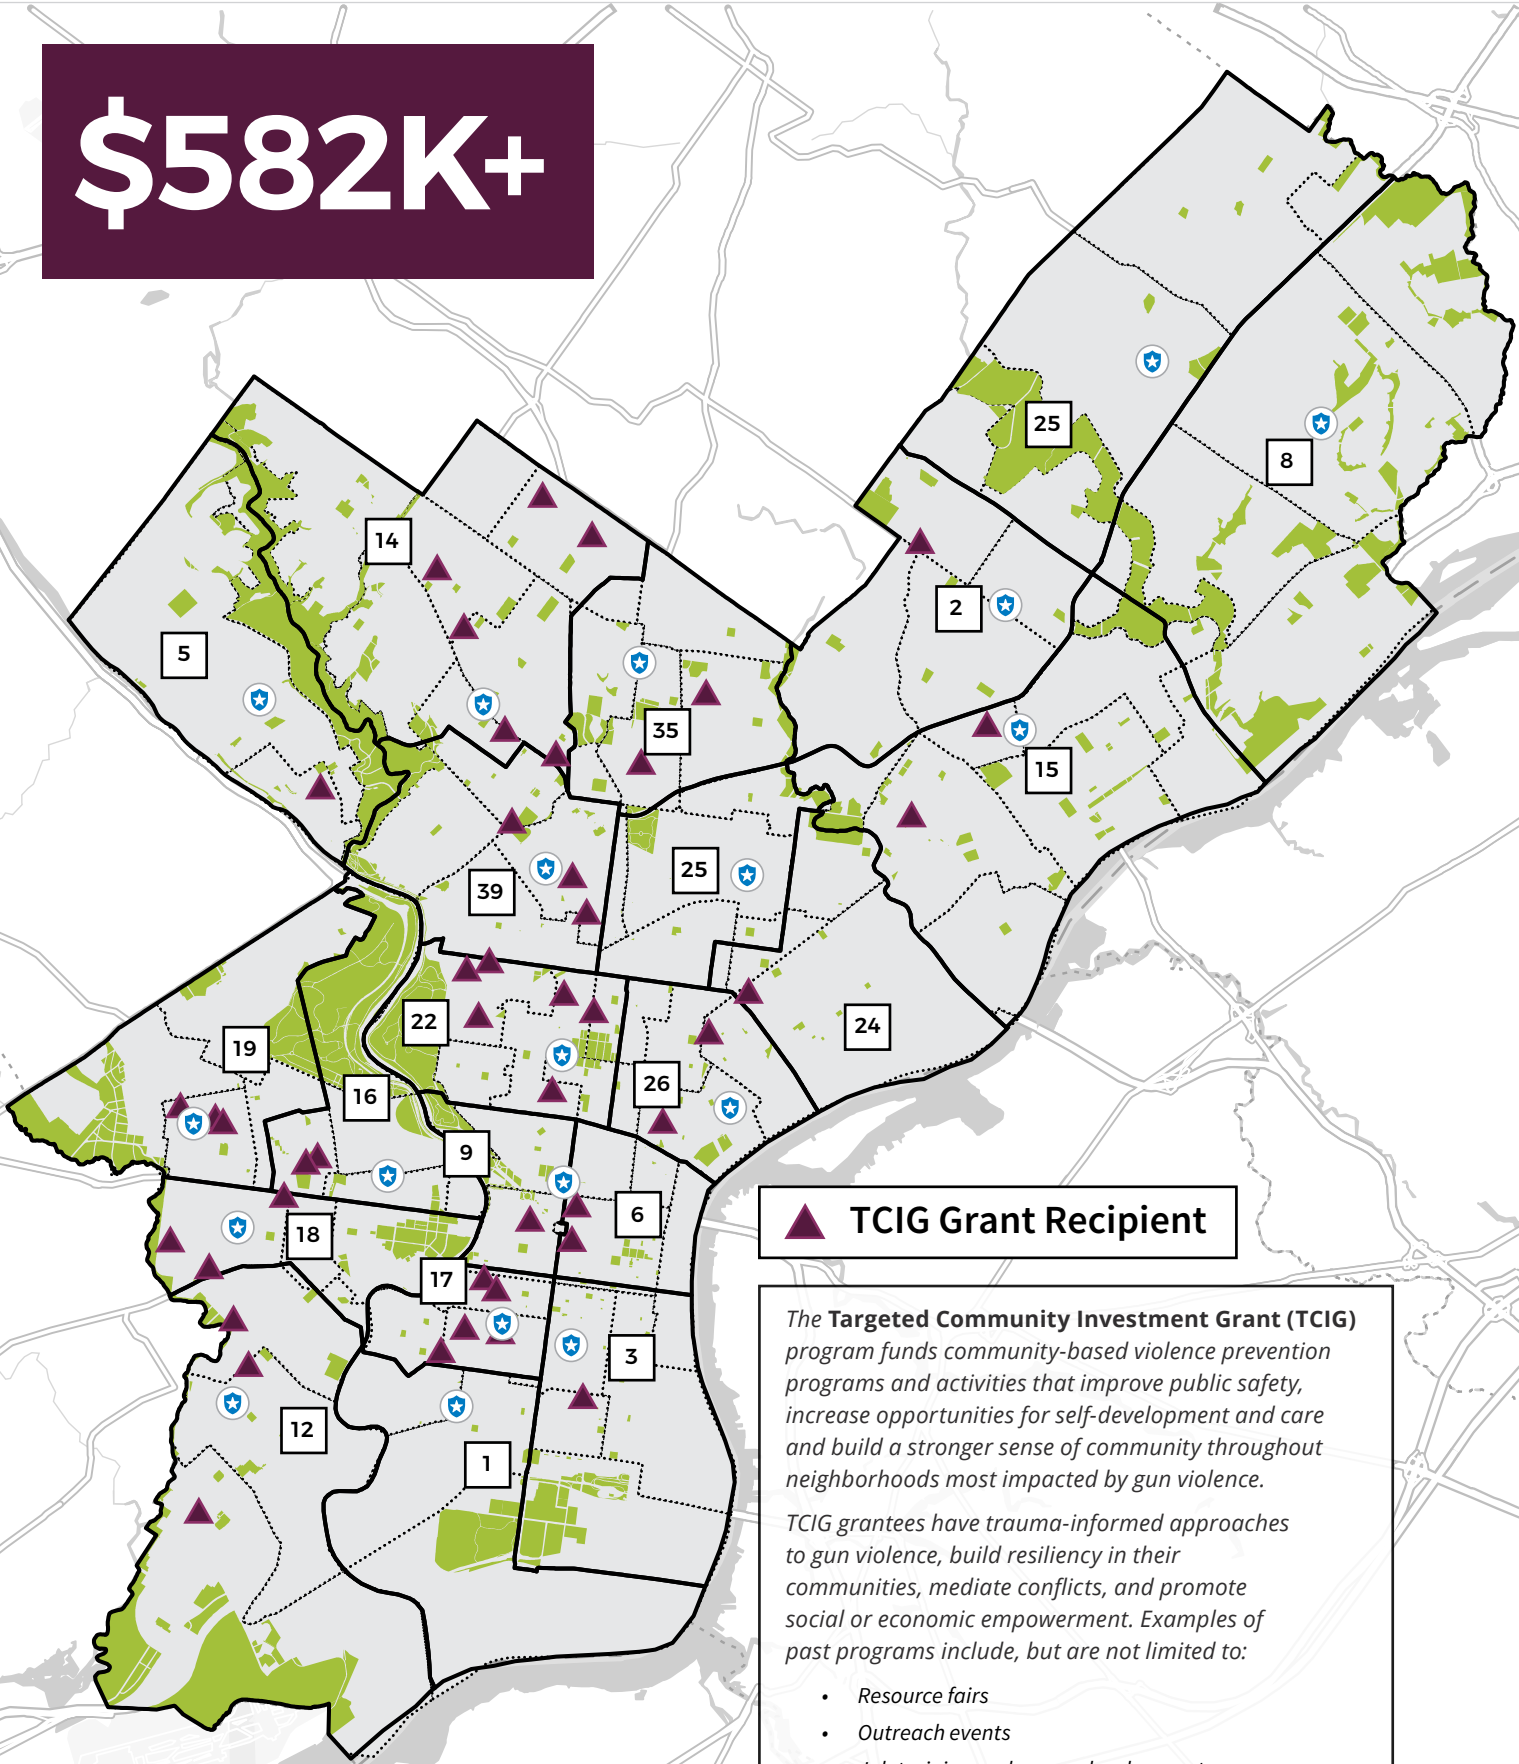 $582K+
25
8
14
2
5
35
15
25
39
22
24
19
26
16
9
6
18
17
3
12
1
TCIG Grant Recipient
The Targeted Community Investment Grant (TCIG)
program funds community-based violence prevention
programs and activities that improve public safety,
increase opportunities for self-development and care
and build a stronger sense of community throughout
neighborhoods most impacted by gun violence.
TCIG grantees have trauma-informed approaches
to gun violence, build resiliency in their
communities, mediate conflicts, and promote
social or economic empowerment. Examples of
past programs include, but are not limited to:
• Resource fairs
• Outreach events